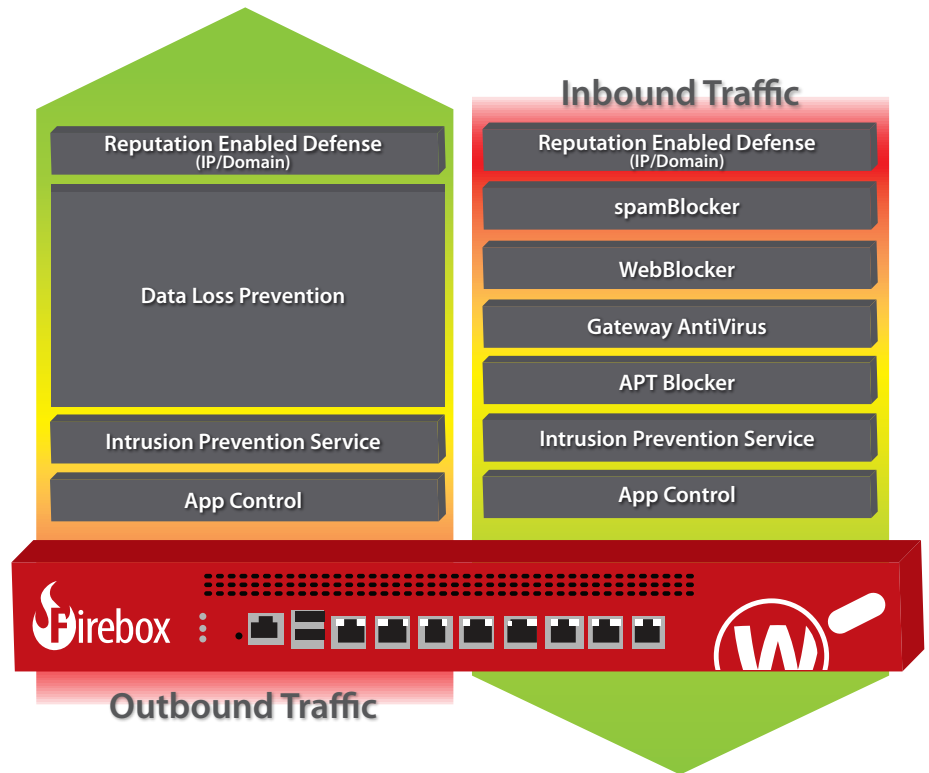 Inbound Traffic
Reputation Enabled Defense
(IP/Domain)
Data Loss Prevention
Intrusion Prevention Service
App Control
Reputation Enabled Defense
(IP/Domain)
spamBlocker
WebBlocker
Gateway AntiVirus
APT Blocker
Intrusion Prevention Service
App Control
Firebox
W
Outbound Traffic